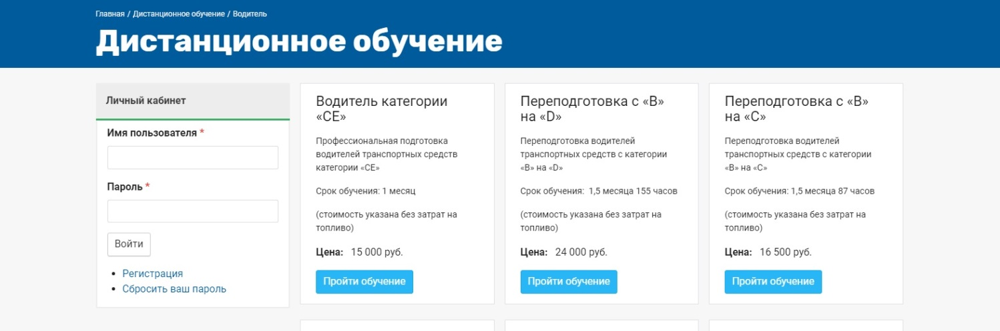 Главная / Дистанционное обучение / Водитель
Дистанционное обучение
Личный кабинет
Имя пользователя *
Пароль *
Войти
Регистрация
Сбросить ваш пароль
Водитель категории
«CE»
Профессиональная подготовка
водителей транспортных средств
категории «CE»
Срок обучения: 1 месяц
(стоимость указана без затрат на
топливо)
Цена: 15 000 руб.
Пройти обучение
Переподготовка с «B»
на «D»
Переподготовка водителей
транспортных средств с категории
«B» на «D»
Срок обучения: 1,5 месяца 155 часов
(стоимость указана без затрат на
топливо)
Цена: 24 000 руб.
Пройти обучение
Переподготовка с «B»
на «C»
Переподготовка водителей
транспортных средств с категории
«B» на «C»
Срок обучения: 1,5 месяца 87 часов
(стоимость указана без затрат на
топливо)
Цена: 16 500 руб.
Пройти обучение